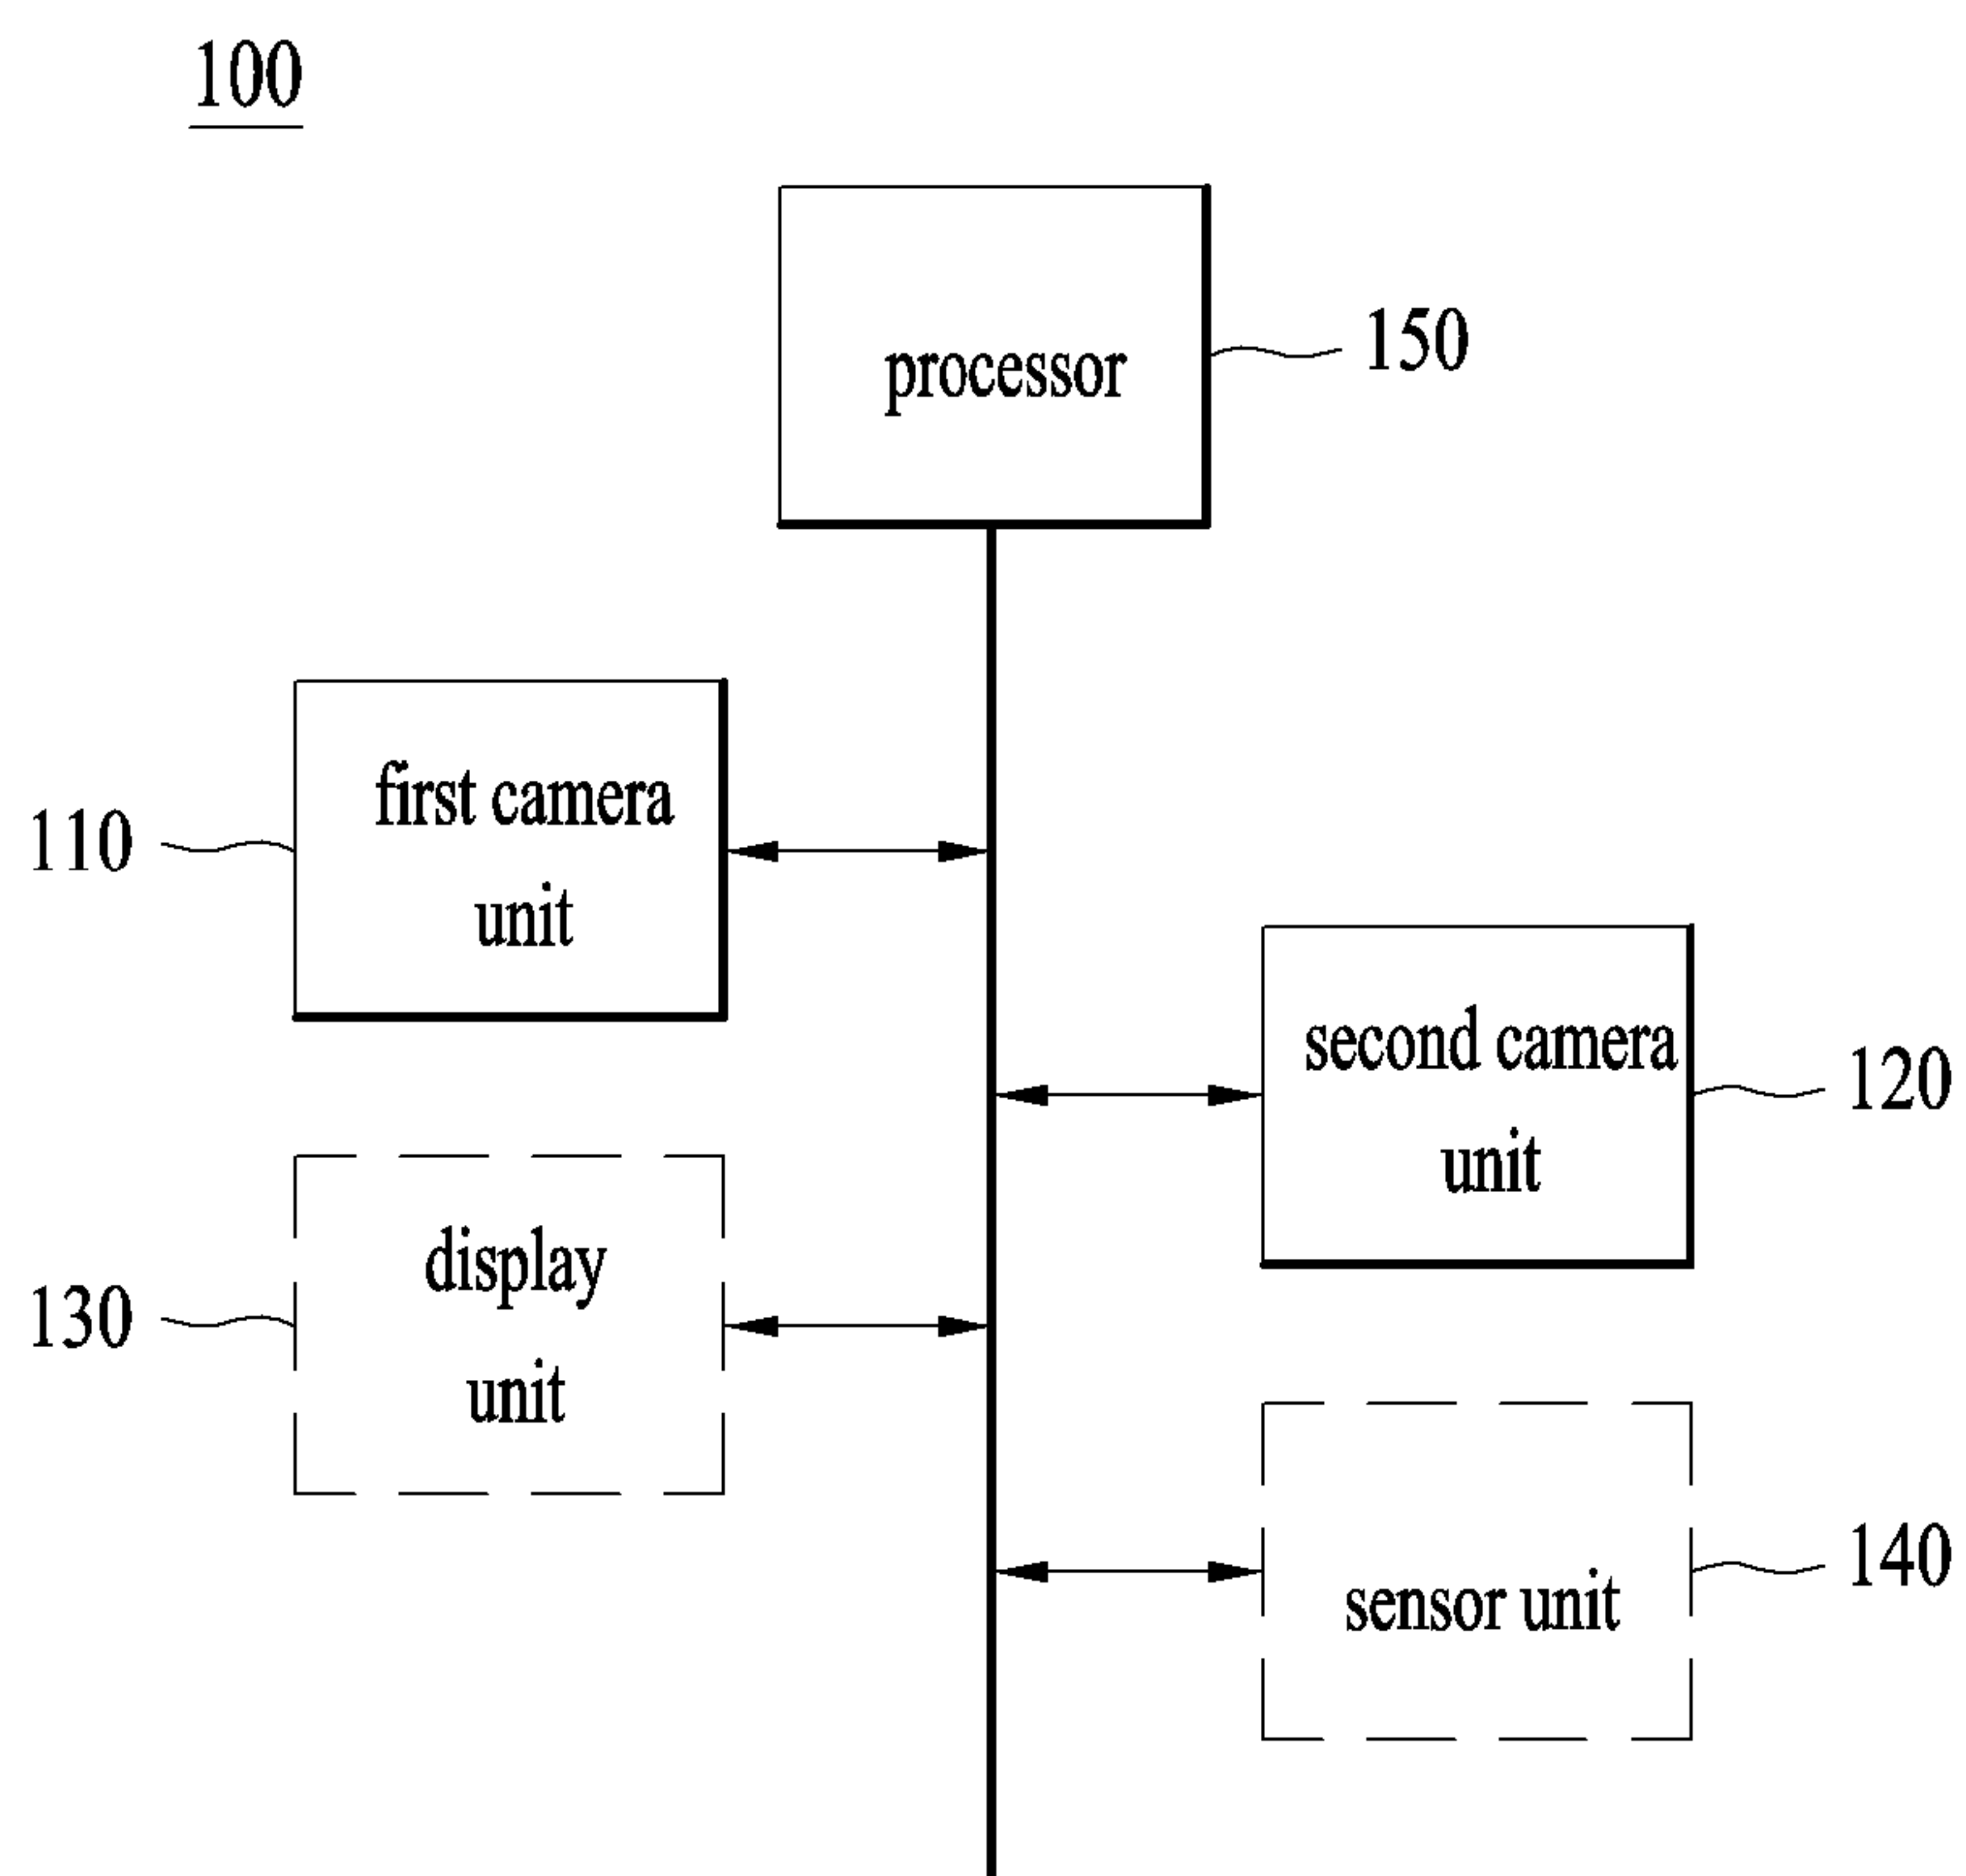 100
processor
150
first camera
unit
110
second camera
unit
120
display
unit
130
sensor unit
140